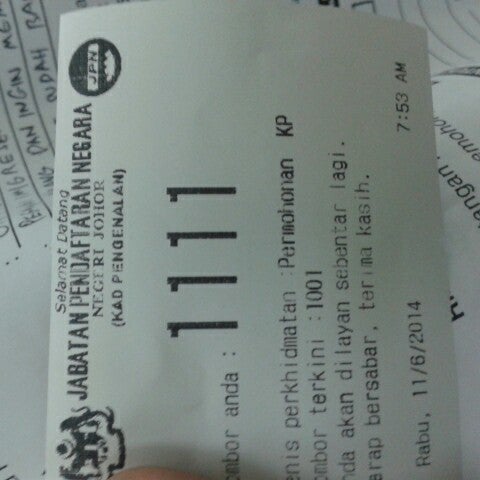 Selamat Datang
JABATAN PENDAFTARAN NEGARA
NEGERI JOHOR
(KAD PENGENALAN)
JPN
ombor anda :
1111
enis perkhidmatan :Permohonan KP
ombor terkini :1001
nda akan dilayan sebentar lagi.
arap bersabar, terima kasih.
Rabu, 11/6/2014 7:53 AM